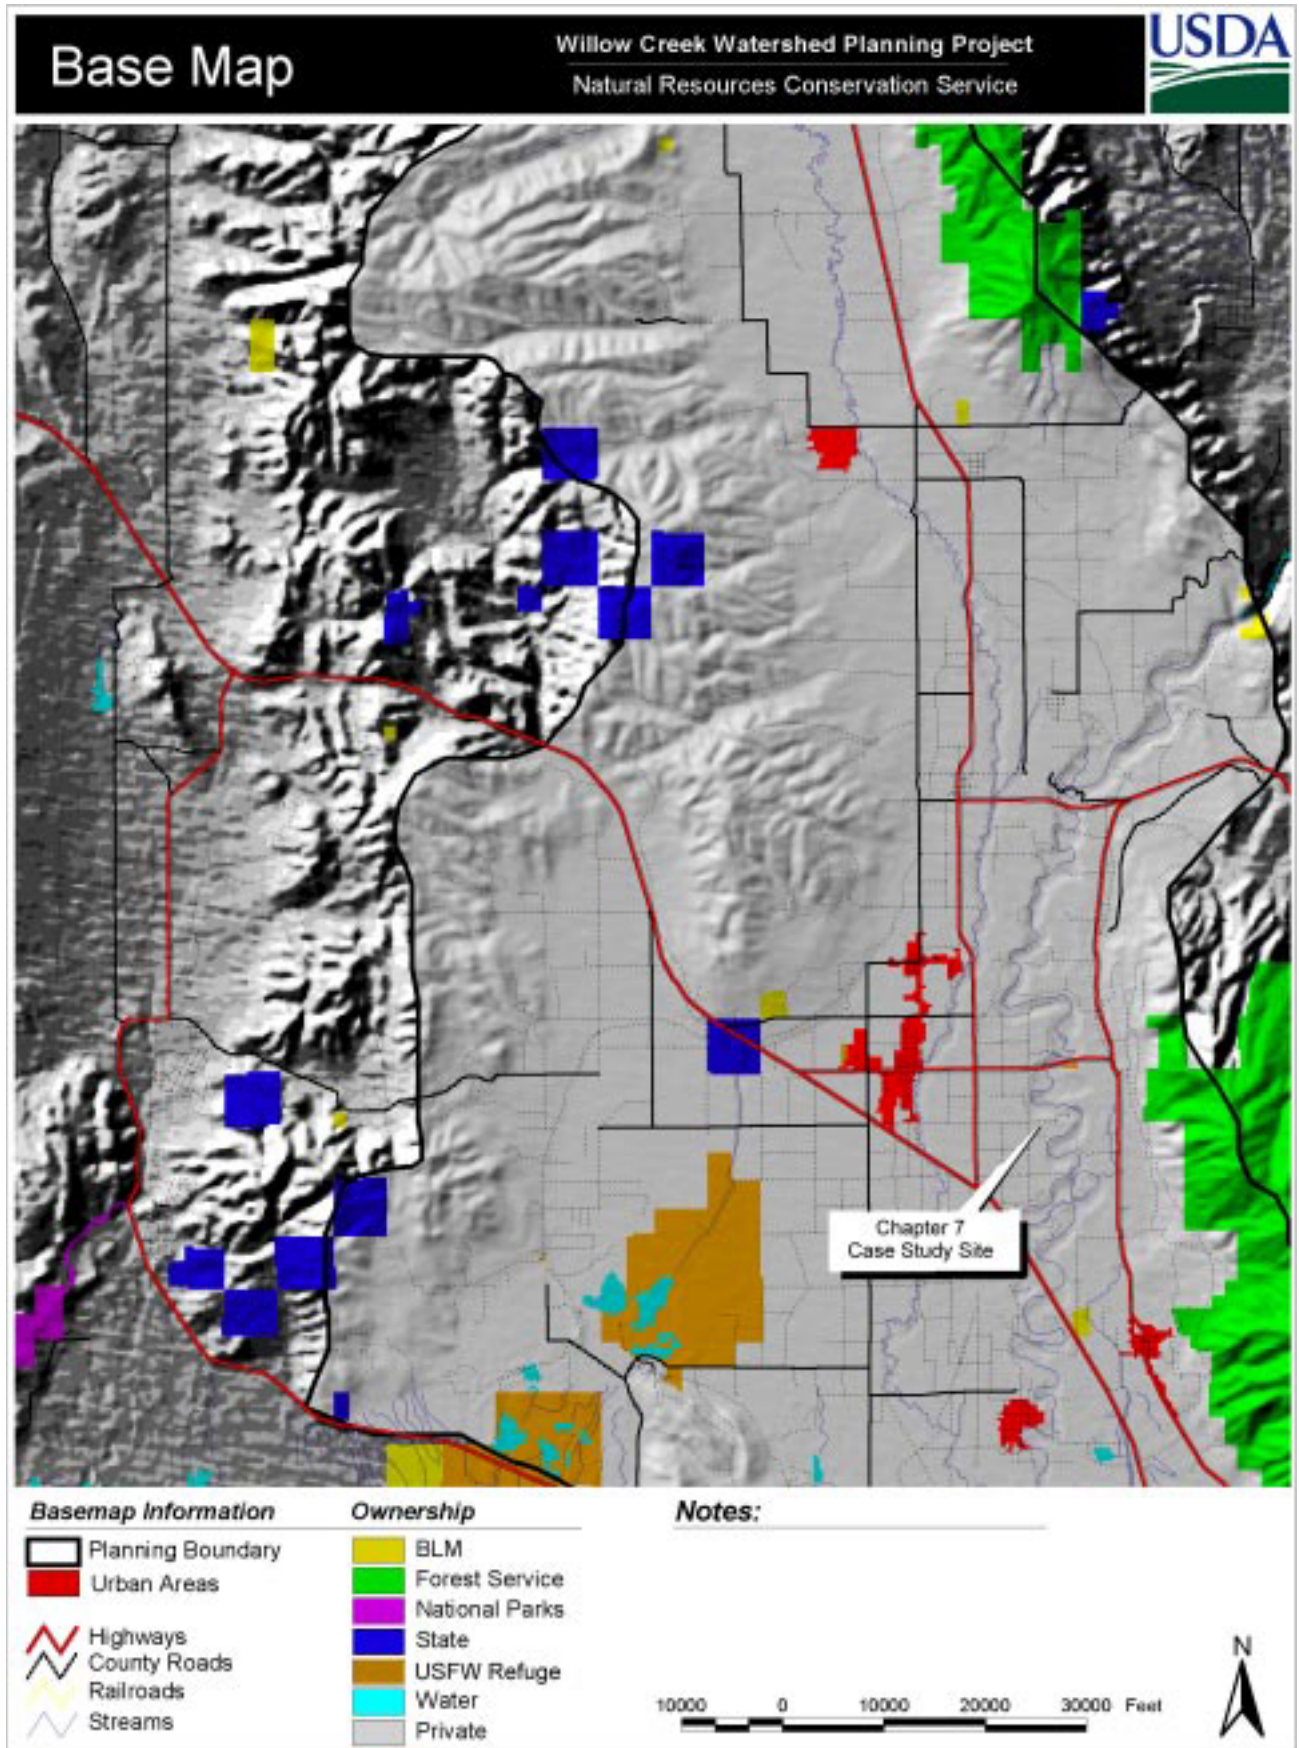 Base Map
Willow Creek Watershed Planning Project
Natural Resources Conservation Service
USDA
Chapter 7
Case Study Site
Basemap Information
Planning Boundary
Urban Areas
Highways
County Roads
Railroads
Streams
Ownership
BLM
Forest Service
National Parks
State
USFW Refuge
Water
Private
Notes:
10000 0 10000 20000 30000 Feet
N